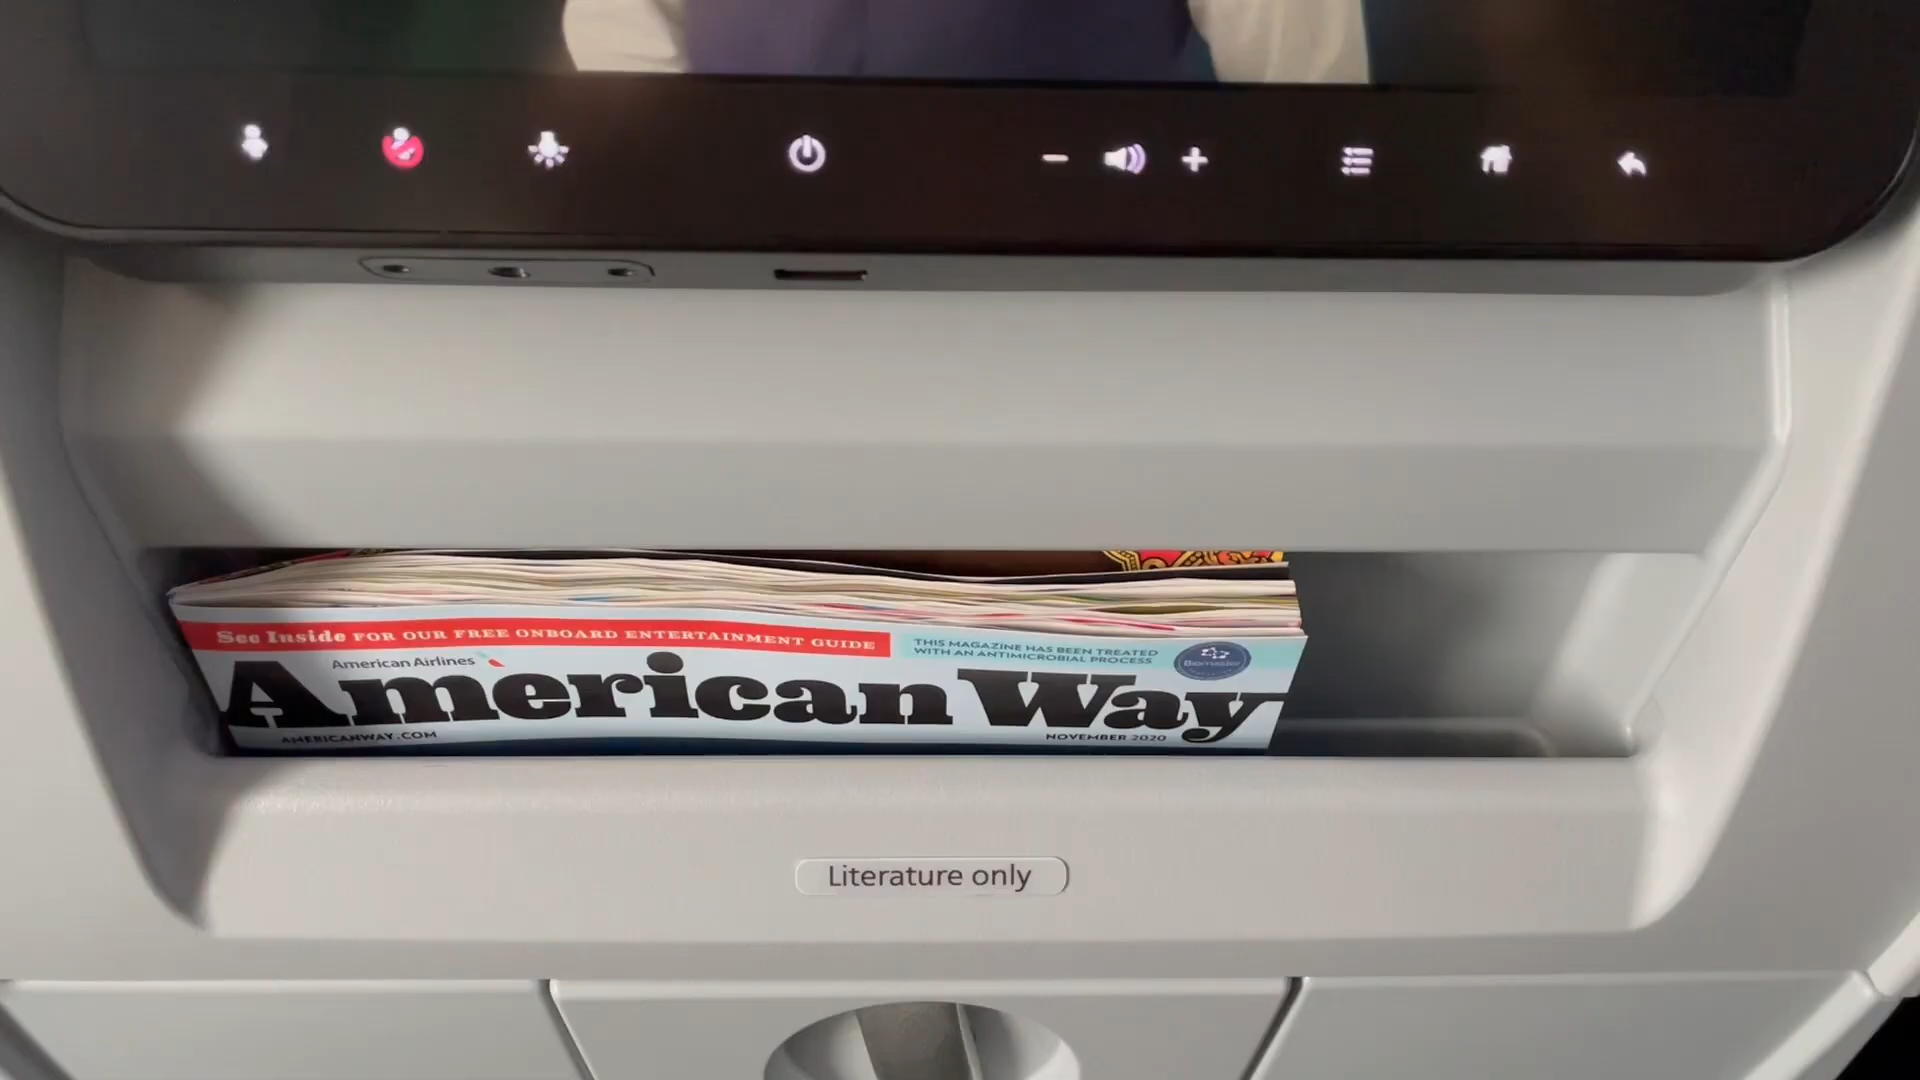 See Inside FOR OUR FREE ONBOARD ENTERTAINMENT GUIDE
THIS MAGAZINE HAS BEEN TREATED
WITH AN ANTIMICROBIAL PROCESS
Biomaster
American Airlines
American Way
AMERICANWAY.COM
NOVEMBER 2020
Literature only